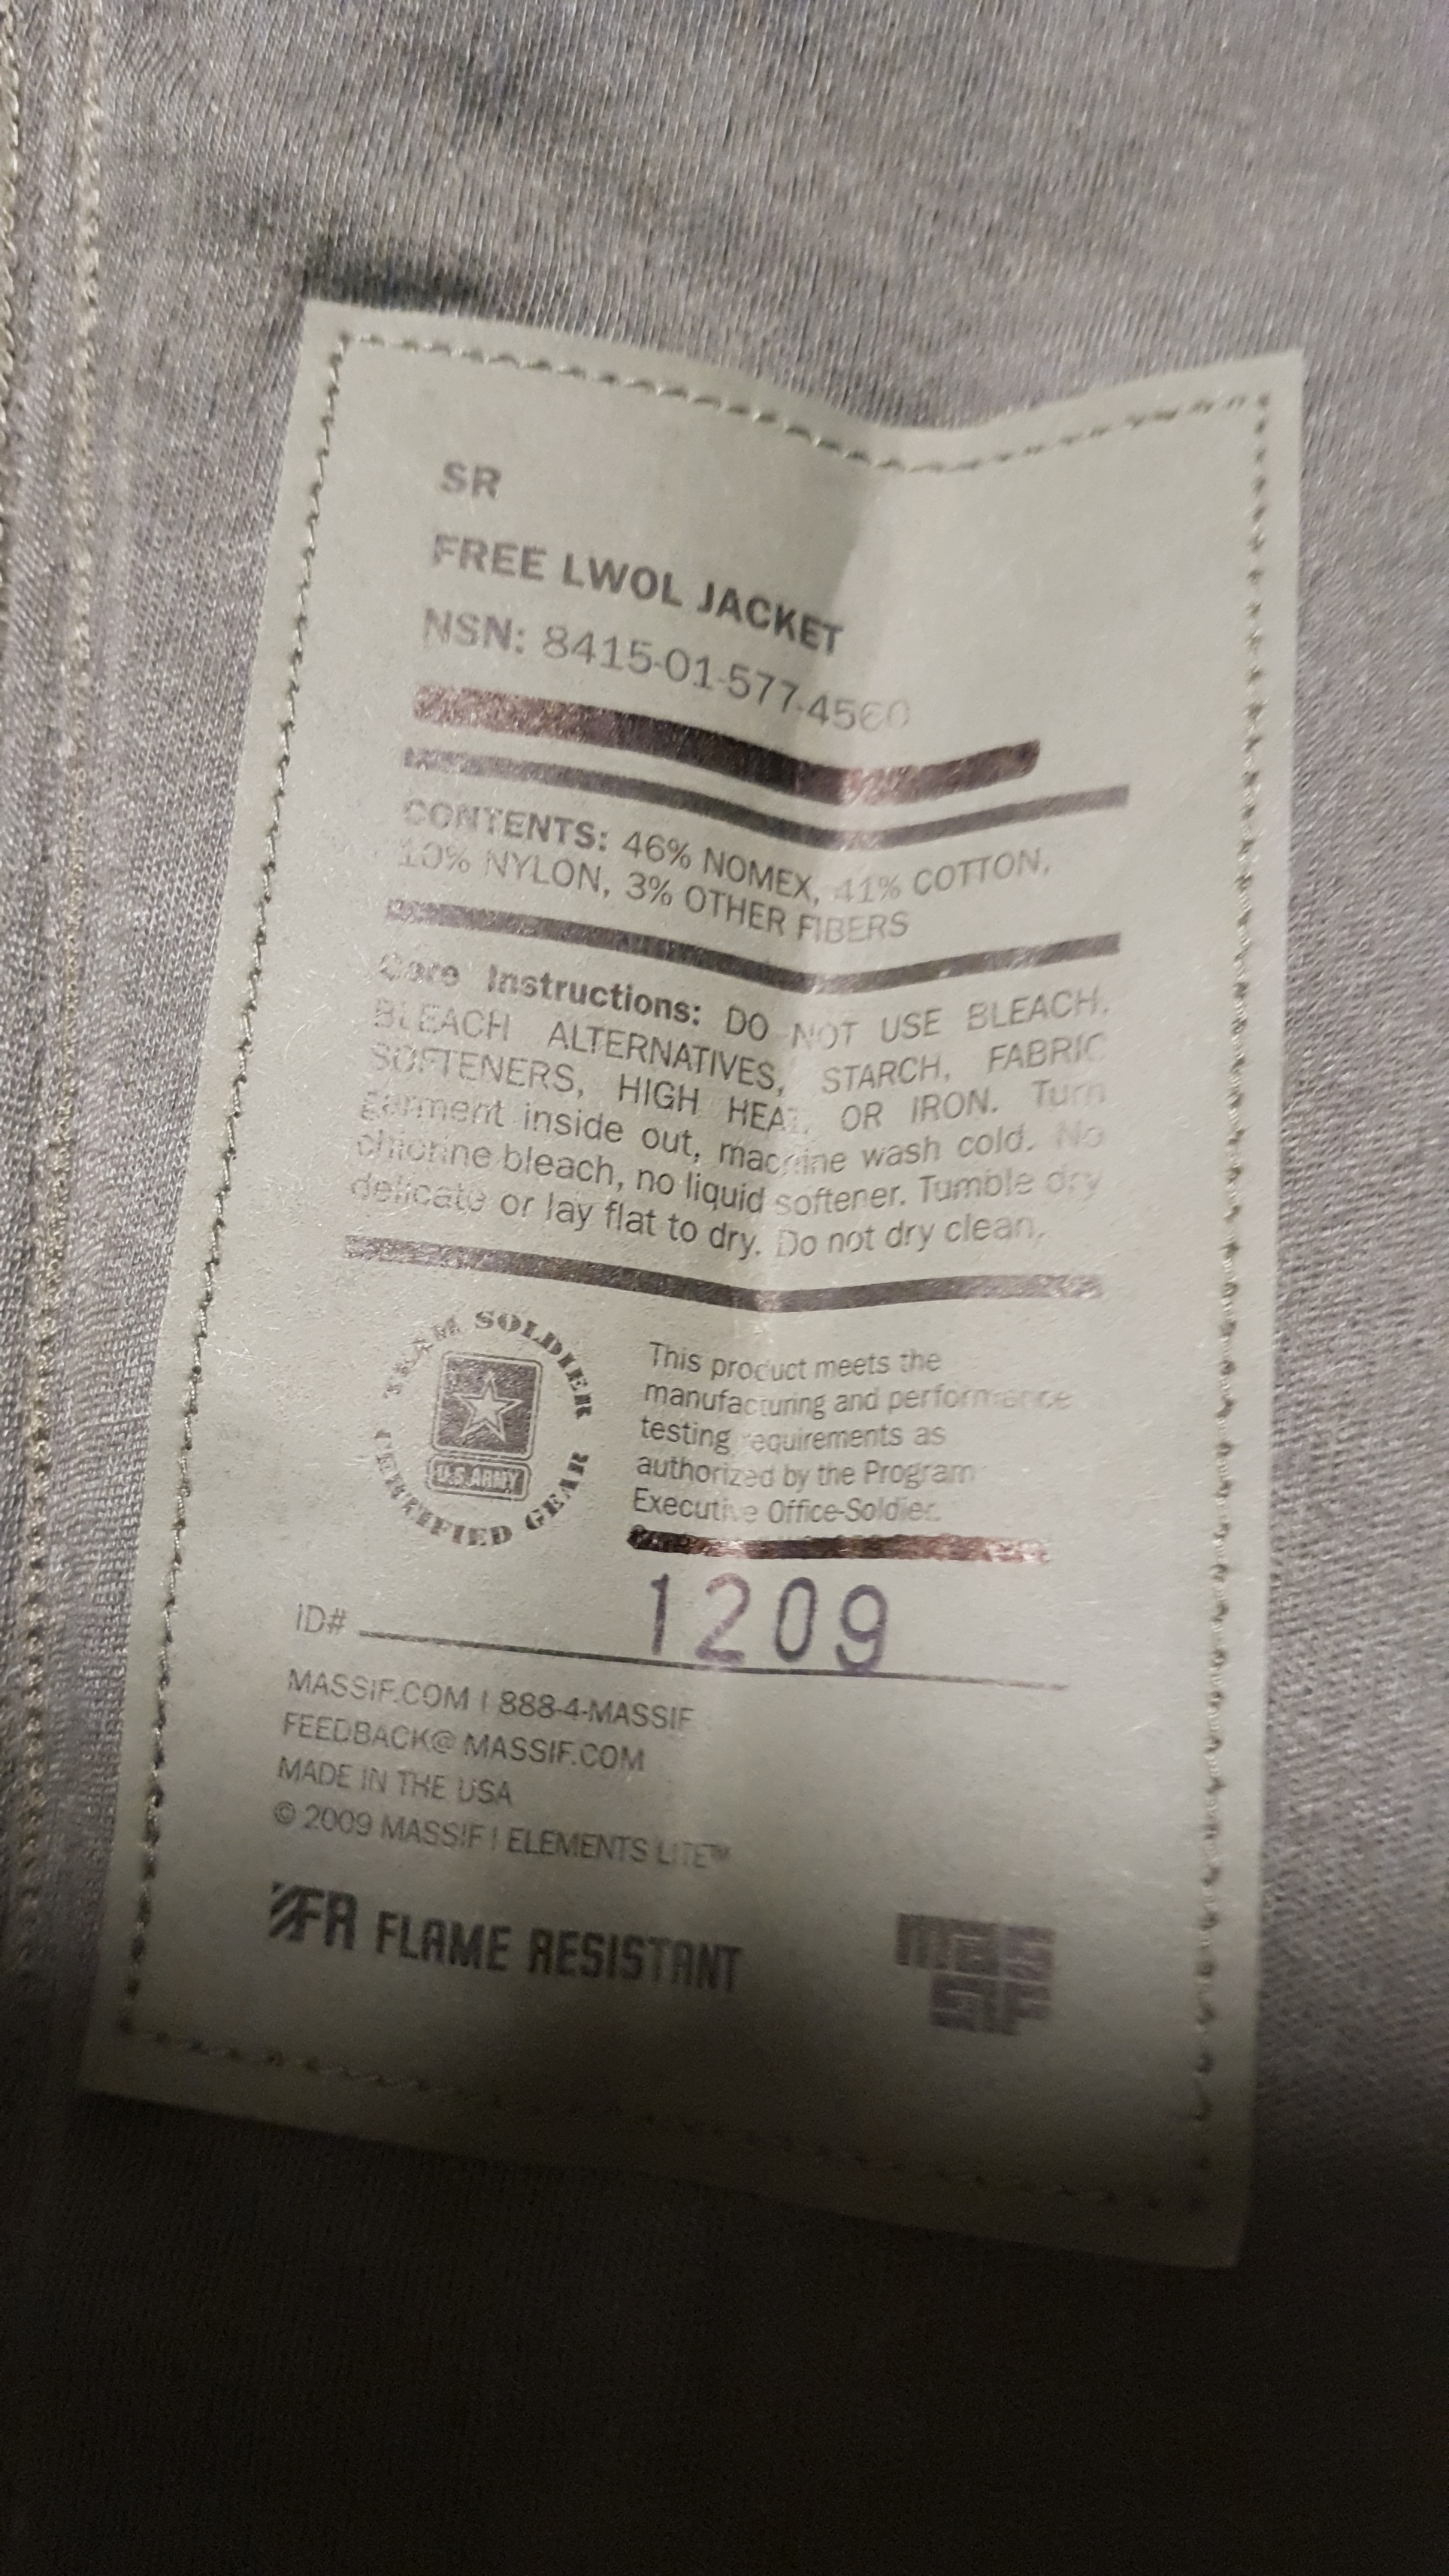 SR
FREE LWOL JACKET
NSN: 8415-01-577-4560
CONTENTS: 46% NOMEX, 41% COTTON,
10% NYLON, 3% OTHER FIBERS
Care Instructions: DO NOT USE BLEACH,
BLEACH ALTERNATIVES, STARCH, FABRIC
SOFTENERS, HIGH HEAT, OR IRON. Turn
garment inside out, machine wash cold. No
chlorine bleach, no liquid softener. Tumble dry
delicate or lay flat to dry. Do not dry clean.
TEAM SOLDIER
U.S.ARMY
CERTIFIED GEAR
This product meets the
manufacturing and performance
testing requirements as
authorized by the Program
Executive Office-Soldier.
1209
ID#
MASSIF.COM | 888-4-MASSIF
FEEDBACK@MASSIF.COM
MADE IN THE USA
© 2009 MASSIF | ELEMENTS LITE™
FR FLAME RESISTANT
mas
sif